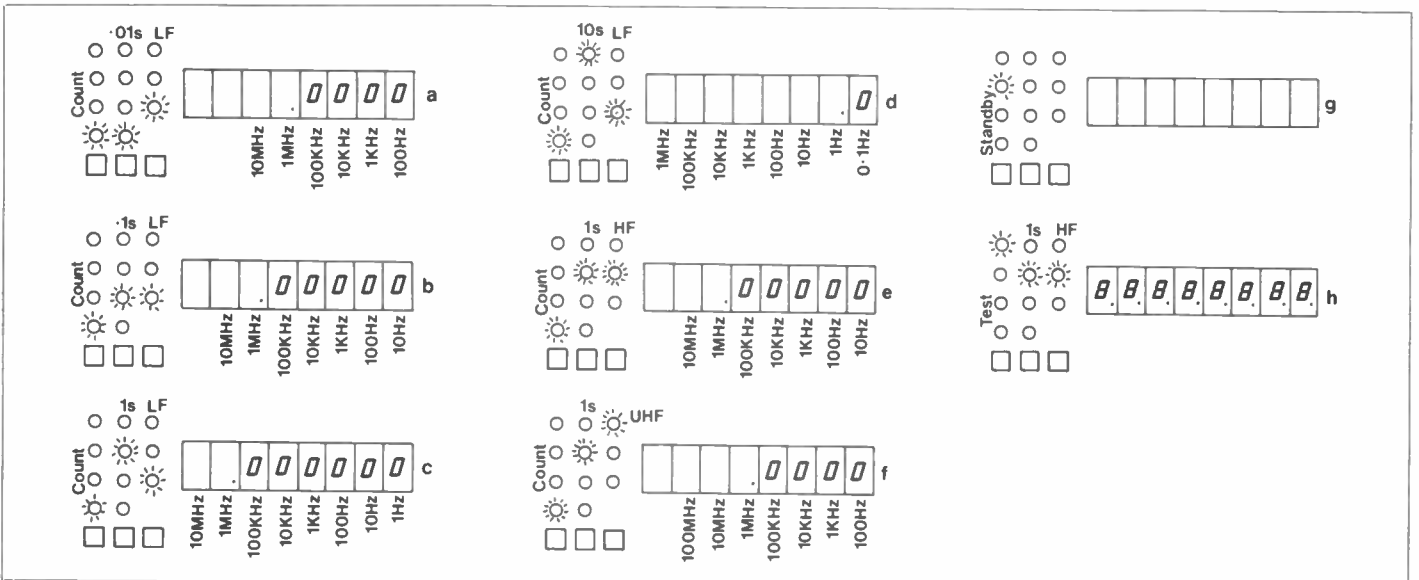 .01s LF
Count
.0000
a
10MHz 1MHz 100KHz 10KHz 1KHz 100Hz
10s LF
Count
.0
d
1MHz 100KHz 10KHz 1KHz 100Hz 10Hz 1Hz 0.1Hz
Standby
g
.1s LF
Count
.00000
b
10MHz 1MHz 100KHz 10KHz 1KHz 100Hz 10Hz
1s HF
Count
.00000
e
10MHz 1MHz 100KHz 10KHz 1KHz 100Hz 10Hz
1s HF
Test
8.8.8.8.8.8.8.8.
h
1s LF
Count
.000000
c
10MHz 1MHz 100KHz 10KHz 1KHz 100Hz 10Hz 1Hz
1s UHF
Count
.0000
f
100MHz 10MHz 1MHz 100KHz 10KHz 1KHz 100Hz